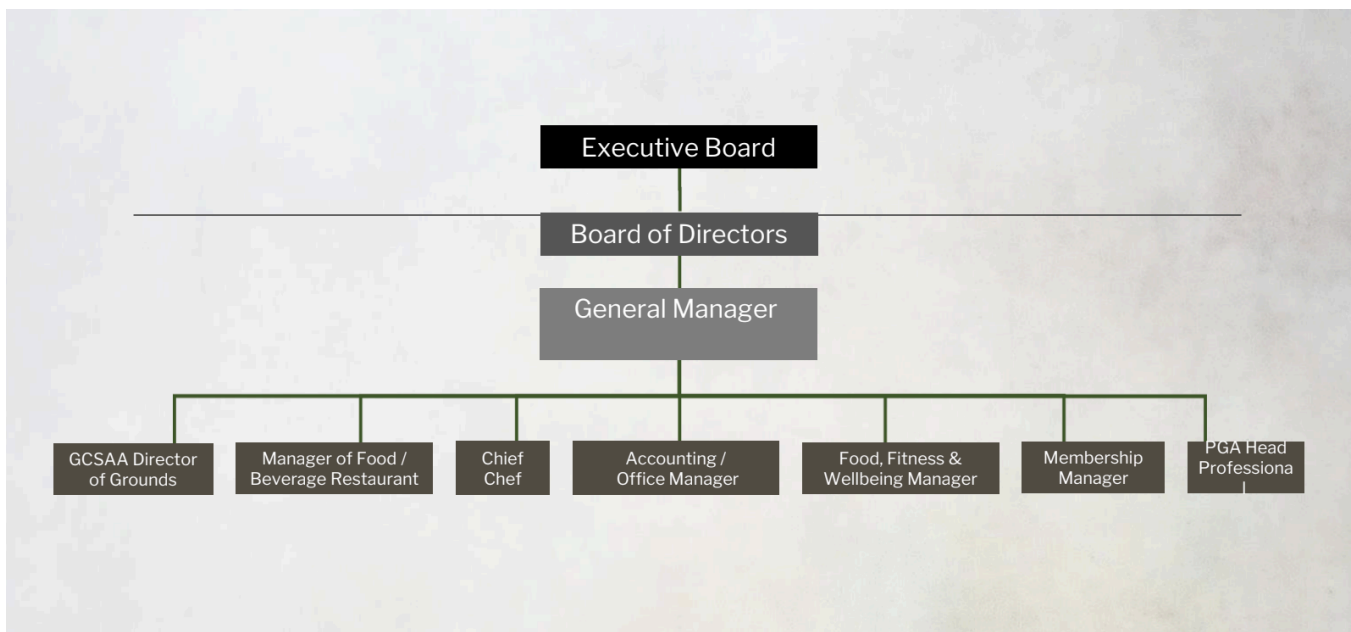 Executive Board
Board of Directors
General Manager
GCSAA Director
of Grounds
Manager of Food /
Beverage Restaurant
Chief
Chef
Accounting /
Office Manager
Food, Fitness &
Wellbeing Manager
Membership
Manager
PGA Head
Professiona
l